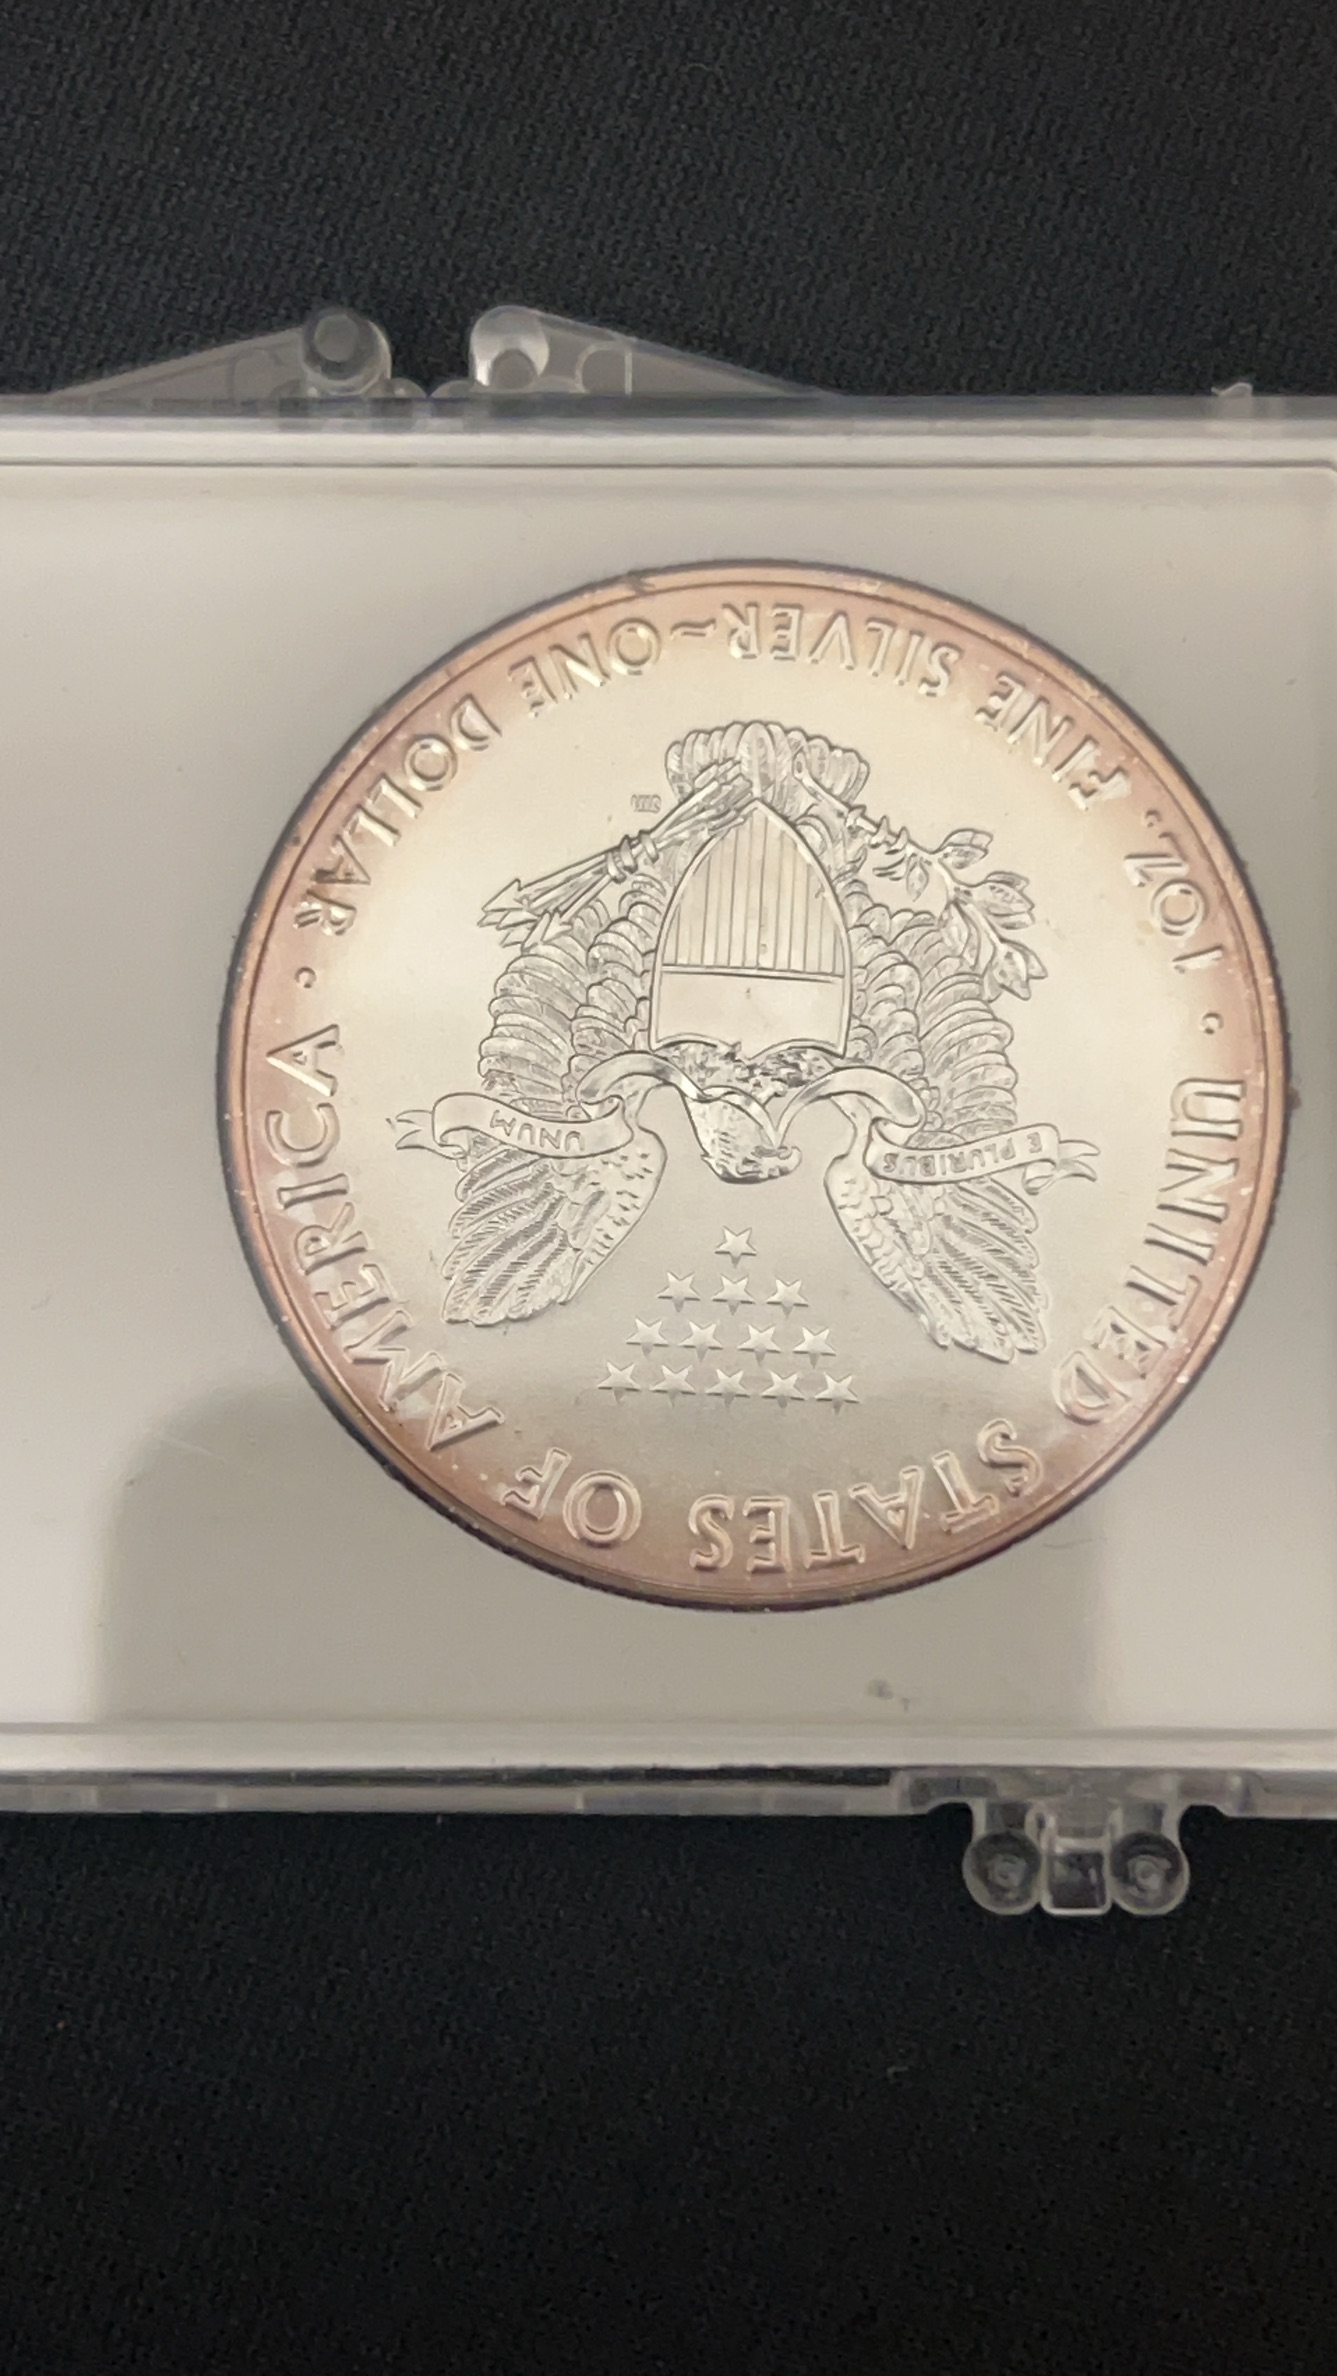 UNITED STATES OF AMERICA
E PLURIBUS
UNUM
1 OZ. FINE SILVER~ONE DOLLAR